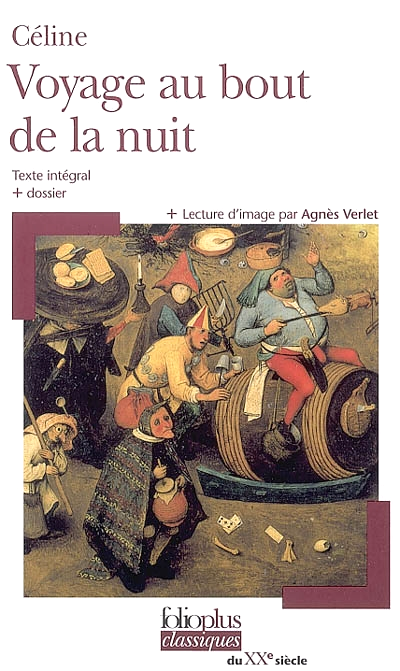 Céline
Voyage au bout
de la nuit
Texte intégral
+ dossier
+ Lecture d'image par Agnès Verlet
folioplus
classiques
du XXe siècle